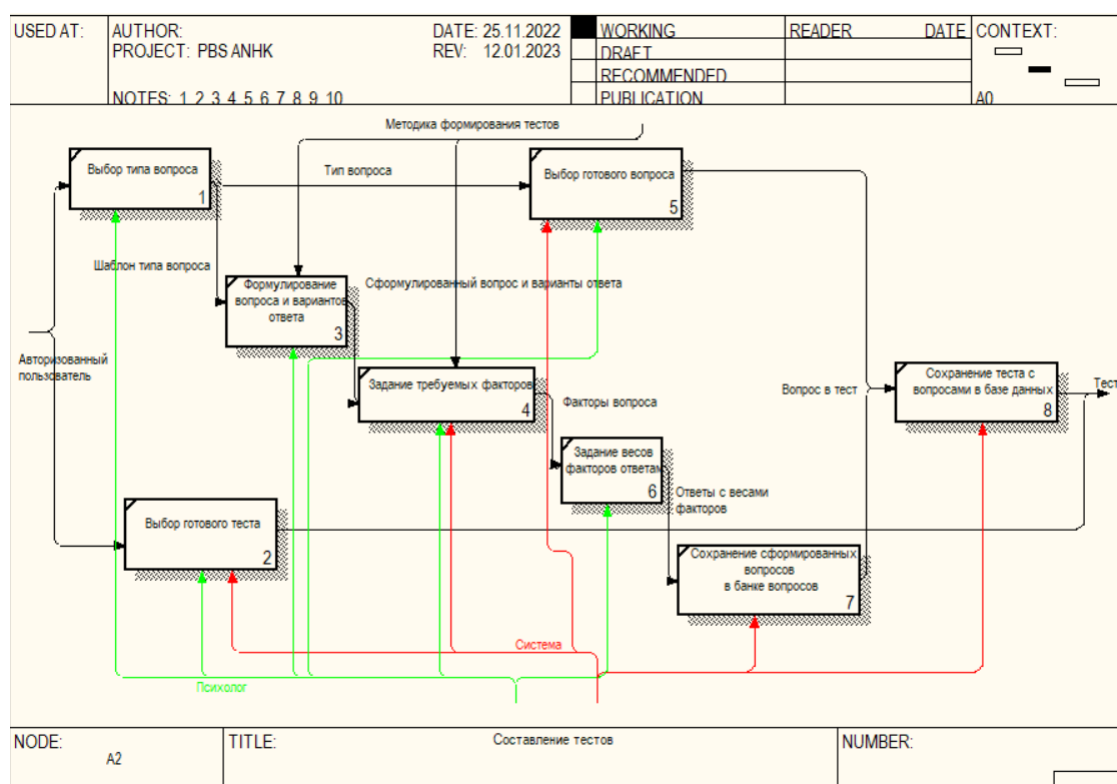 USED AT:
AUTHOR:
DATE: 25.11.2022
PROJECT: PBS ANHK
REV: 12.01.2023
NOTES: 1 2 3 4 5 6 7 8 9 10
WORKING
DRAFT
RECOMMENDED
PUBLICATION
READER
DATE
CONTEXT:
A0
Методика формирования тестов
Выбор типа вопроса
1
Тип вопроса
Выбор готового вопроса
5
Шаблон типа вопроса
Формулирование
вопроса и вариантов
ответа
3
Сформулированный вопрос и варианты ответа
Авторизованный
пользователь
Задание требуемых факторов
4
Факторы вопроса
Вопрос в тест
Сохранение теста с
вопросами в базе данных
8
Тест
Задание весов
факторов ответам
6
Ответы с весами
факторов
Выбор готового теста
2
Сохранение сформированных
вопросов
в банке вопросов
7
Система
Психолог
NODE:
A2
TITLE:
Составление тестов
NUMBER: